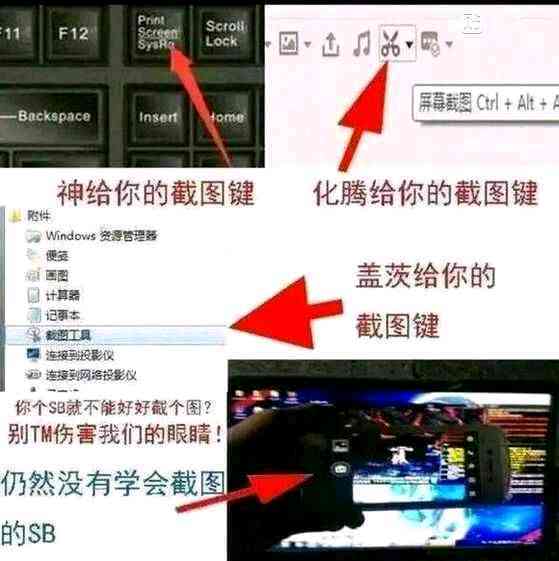 F11
F12
Print
Screen
SysRq
Scroll
Lock
Backspace
Insert
Home
屏幕截图 Ctrl + Alt + A
神给你的截图键
化腾给你的截图键
附件
Windows 资源管理器
便笺
画图
计算器
记事本
截图工具
连接到投影仪
连接到网络投影仪
盖茨给你的
截图键
你个SB就不能好好截个图?
别TM伤害我们的眼睛!
仍然没有学会截图
的SB